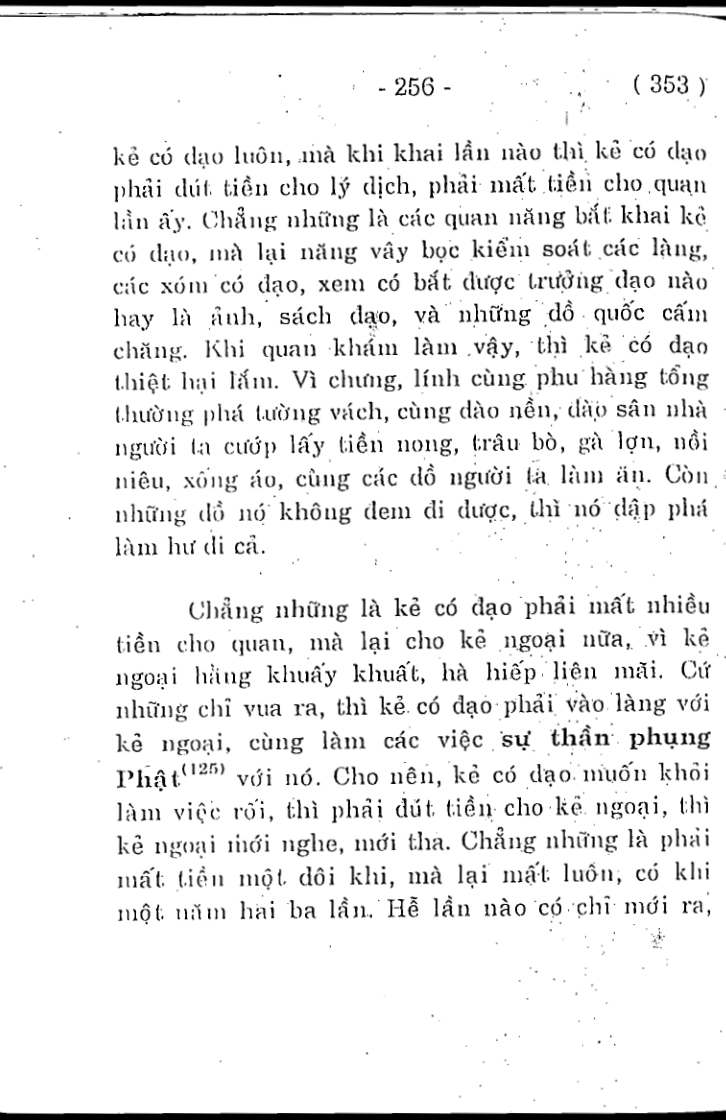 - 256 - ( 353 )
kẻ có đạo luôn, mà khi khai lần nào thì kẻ có đạo
phải đút tiền cho lý dịch, phải mất tiền cho quan
lần ấy. Chẳng những là các quan năng bắt khai kẻ
có đạo, mà lại năng vây bọc kiểm soát các làng,
các xóm có đạo, xem có bắt được trưởng đạo nào
hay là ảnh, sách đạo, và những đồ quốc cấm
chăng. Khi quan khám làm vậy, thì kẻ có đạo
thiệt hại lắm. Vì chưng, lính cùng phu hàng tổng
thường phá tường vách, cùng đào nền, đào sân nhà
người ta cướp lấy tiền nong, trâu bò, gà lợn, nồi
niêu, xống áo, cùng các đồ người ta làm ăn. Còn
những đồ nó không đem đi được, thì nó đập phá
làm hư đi cả.
Chẳng những là kẻ có đạo phải mất nhiều
tiền cho quan, mà lại cho kẻ ngoại nữa, vì kẻ
ngoại hằng khuấy khuất, hà hiếp liên mãi. Cứ
những chỉ vua ra, thì kẻ có đạo phải vào làng với
kẻ ngoại, cùng làm các việc sự thần phụng
Phật(125) với nó. Cho nên, kẻ có đạo muốn khỏi
làm việc rối, thì phải đút tiền cho kẻ ngoại, thì
kẻ ngoại mới nghe, mới tha. Chẳng những là phải
mất tiền một đôi khi, mà lại mất luôn, có khi
một năm hai ba lần. Hễ lần nào có chỉ mới ra,